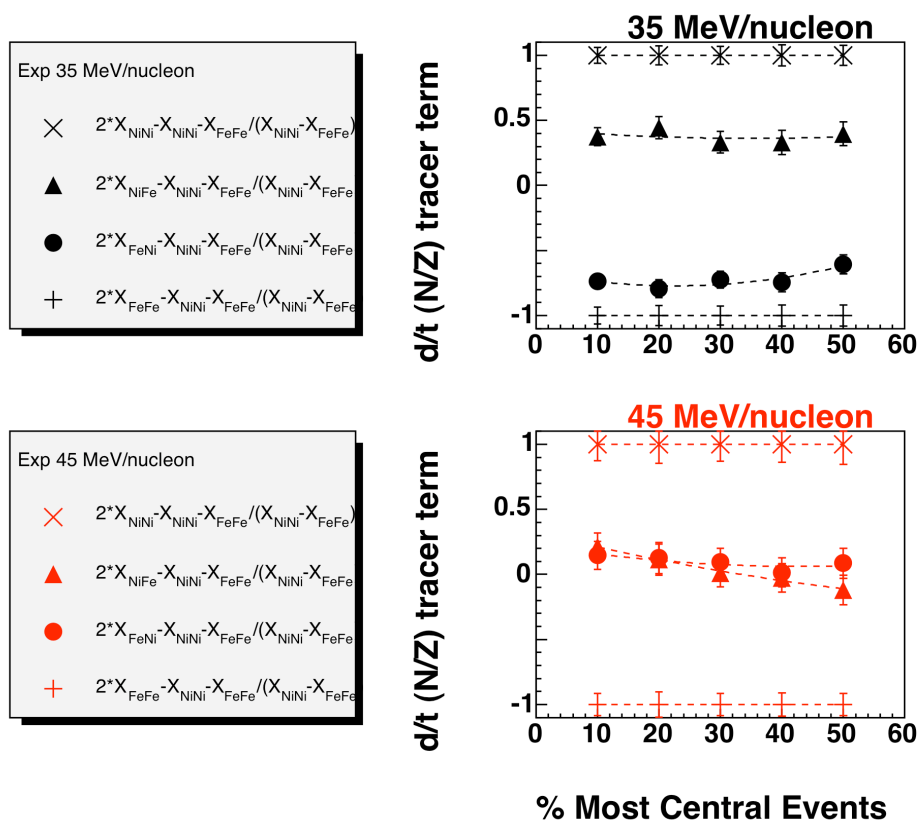 35 MeV/nucleon
Exp 35 MeV/nucleon
2*X_NiNi-X_NiNi-X_FeFe/(X_NiNi-X_FeFe)
2*X_NiFe-X_NiNi-X_FeFe/(X_NiNi-X_FeFe
2*X_FeNi-X_NiNi-X_FeFe/(X_NiNi-X_FeFe
2*X_FeFe-X_NiNi-X_FeFe/(X_NiNi-X_FeFe
d/t (N/Z) tracer term
1
0.5
0
-1
0 10 20 30 40 50 60
45 MeV/nucleon
Exp 45 MeV/nucleon
2*X_NiNi-X_NiNi-X_FeFe/(X_NiNi-X_FeFe)
2*X_NiFe-X_NiNi-X_FeFe/(X_NiNi-X_FeFe
2*X_FeNi-X_NiNi-X_FeFe/(X_NiNi-X_FeFe
2*X_FeFe-X_NiNi-X_FeFe/(X_NiNi-X_FeFe
d/t (N/Z) tracer term
1
0.5
0
-1
0 10 20 30 40 50 60
% Most Central Events